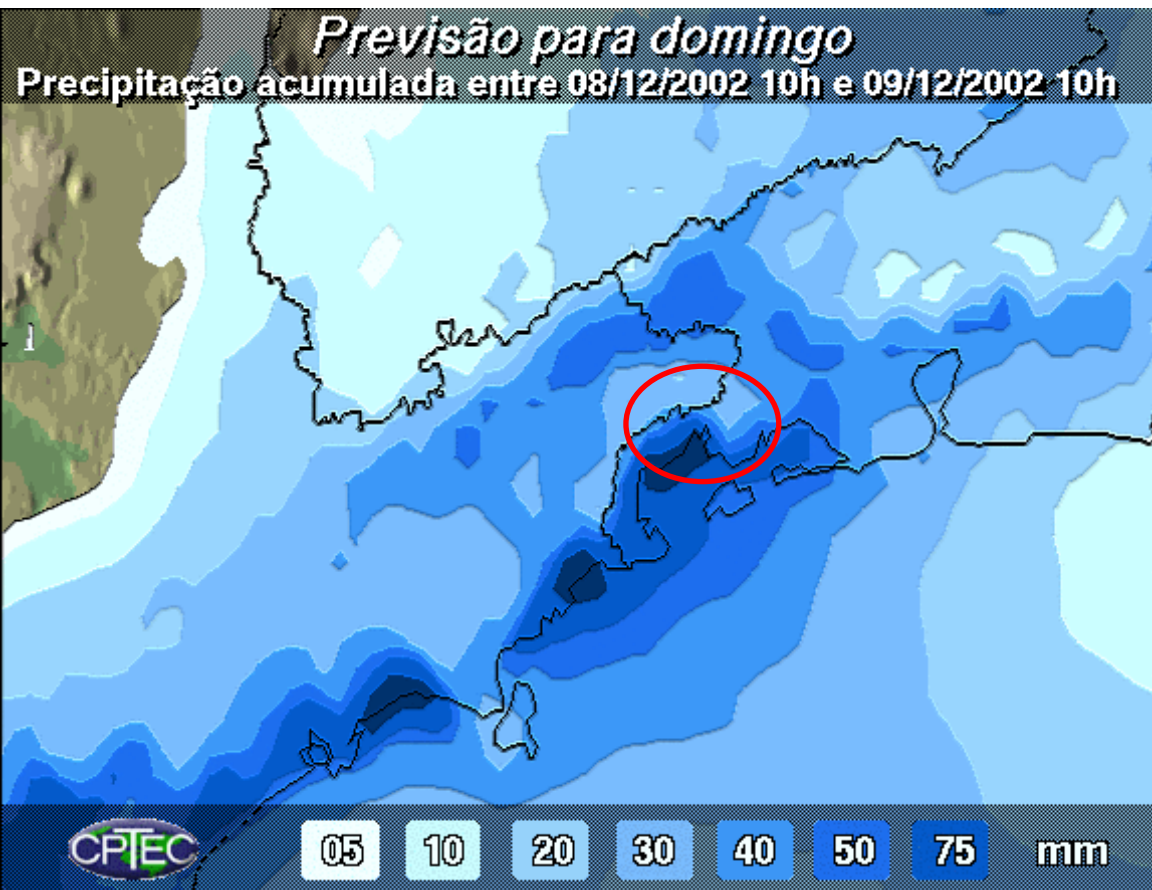 Previsão para domingo
Precipitação acumulada entre 08/12/2002 10h e 09/12/2002 10h
1
CPTEC 05 10 20 30 40 50 75 mm